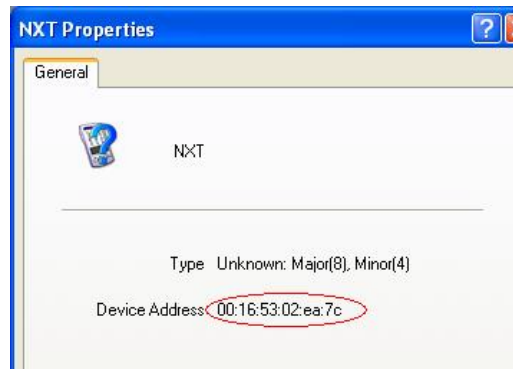 NXT Properties
?
General
NXT
Type Unknown: Major(8), Minor(4)
Device Address 00:16:53:02:ea:7c